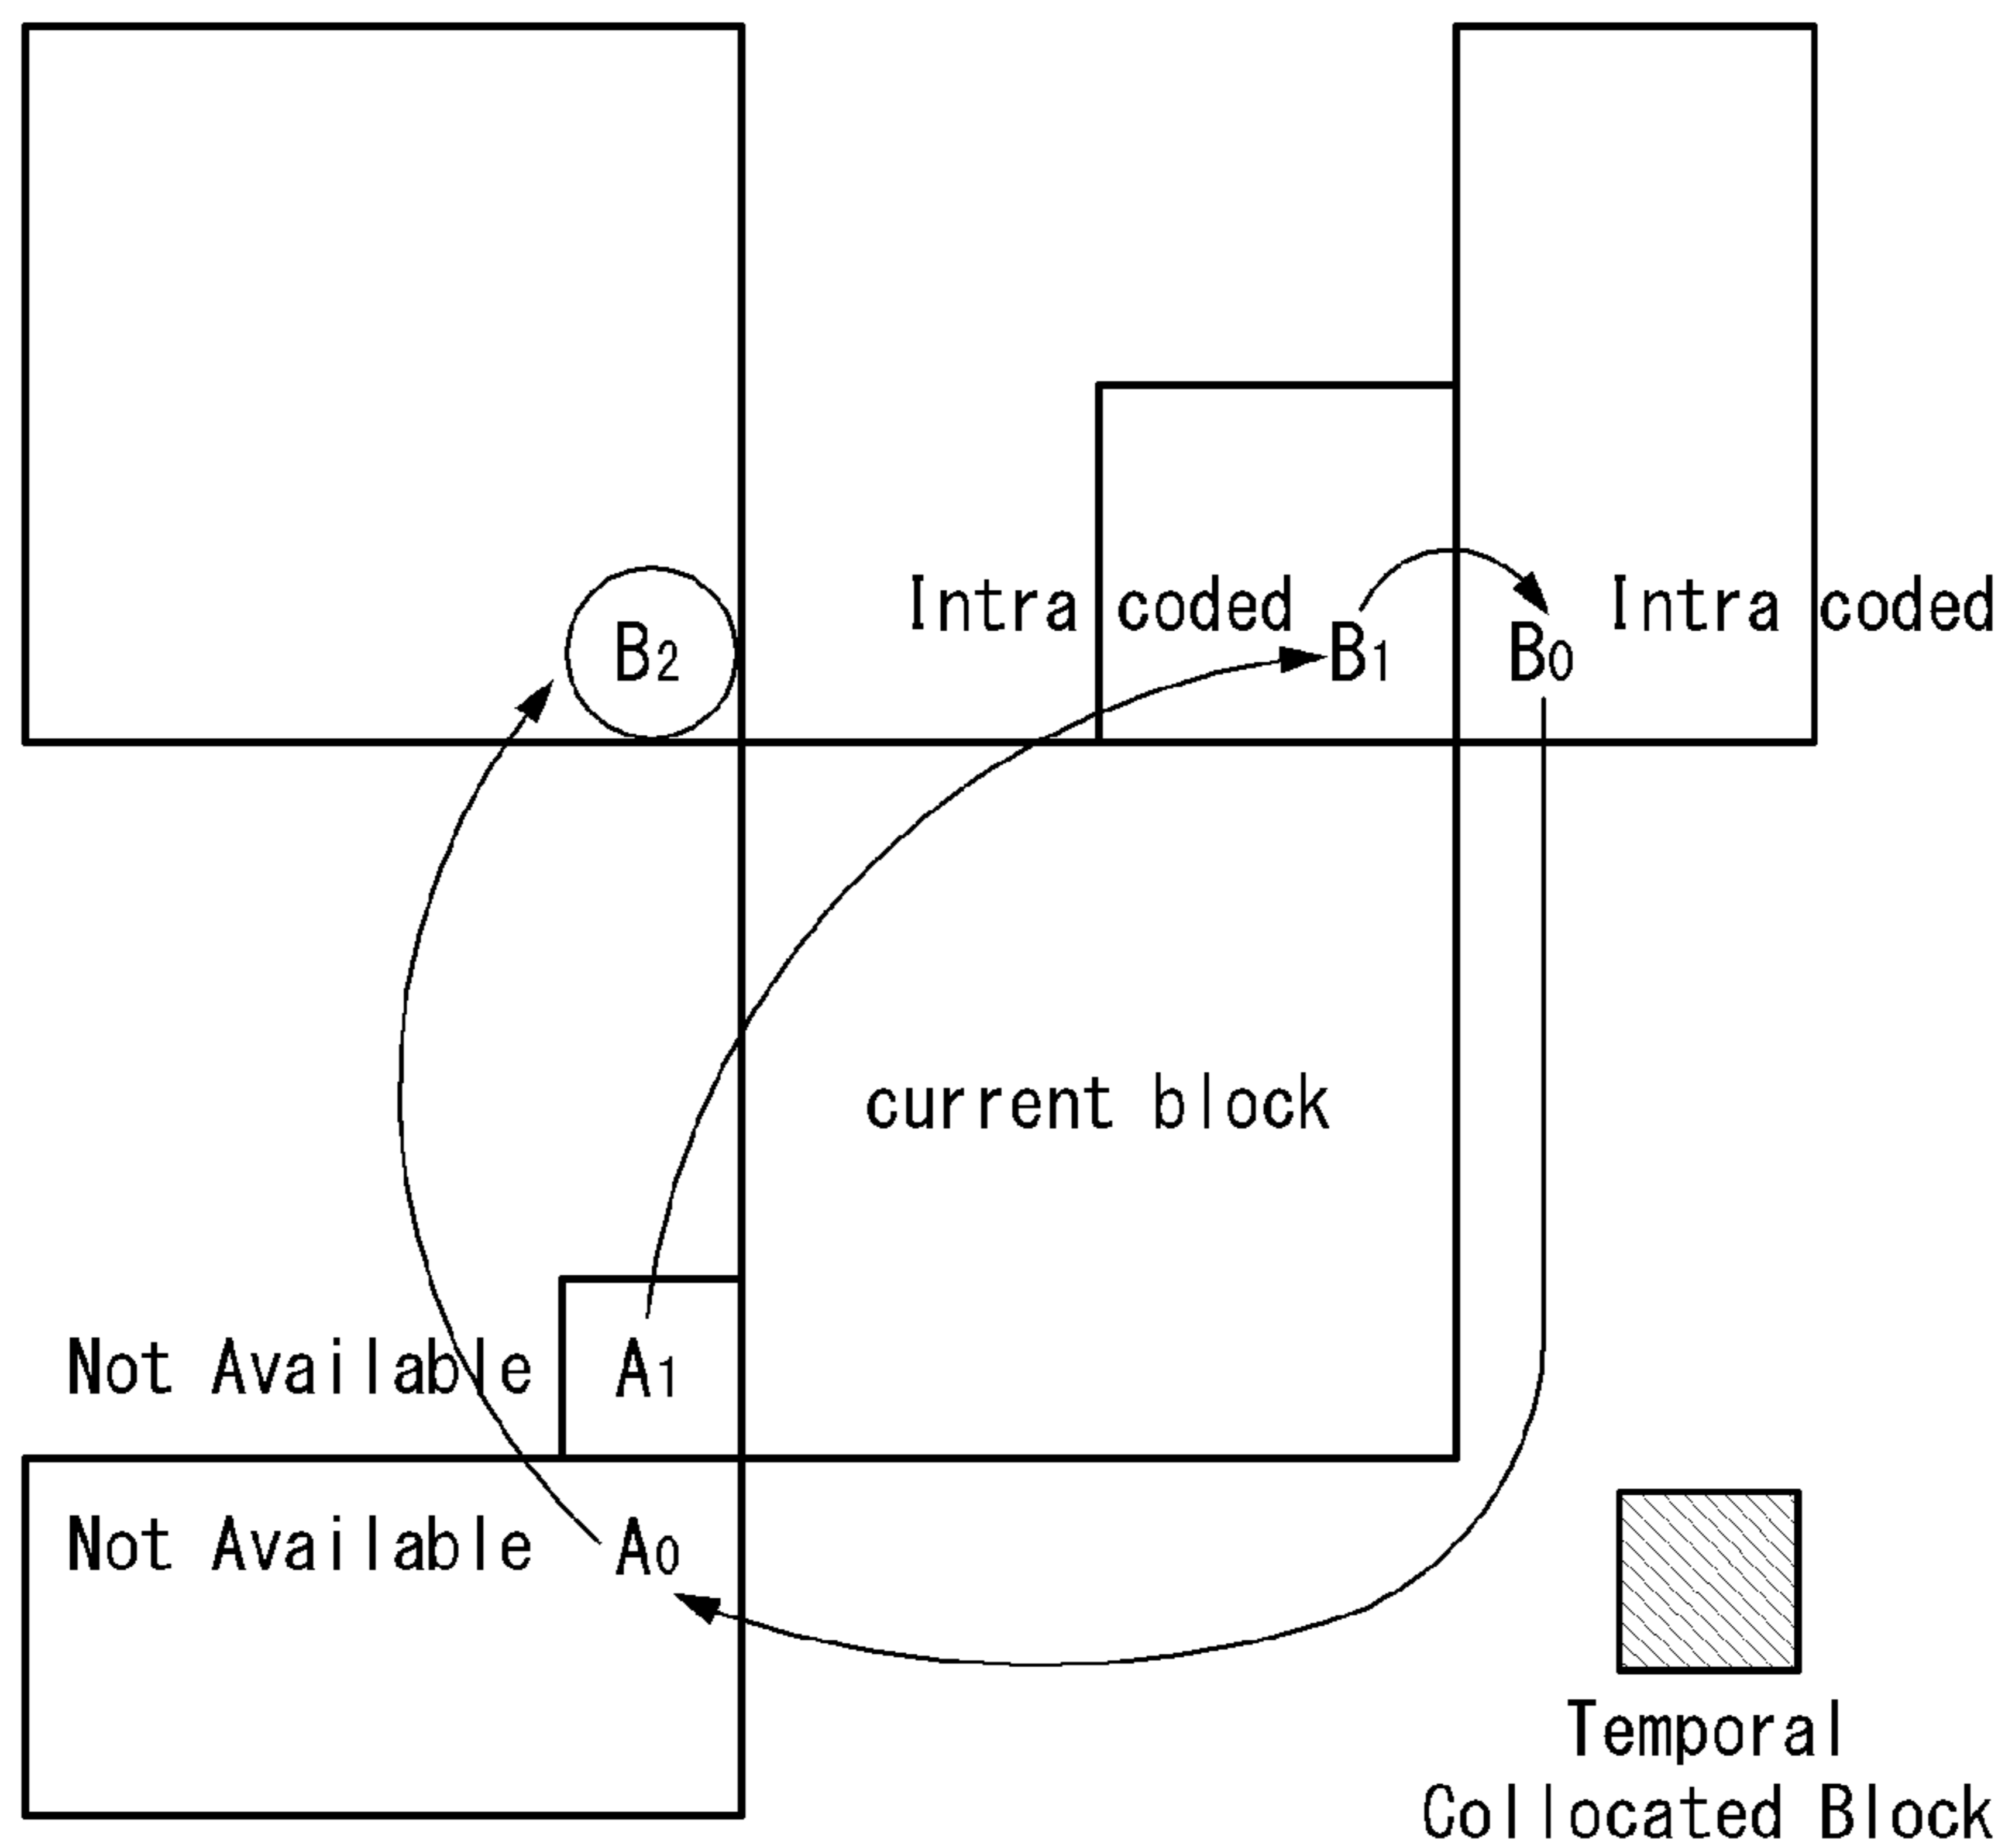 Intra coded
Intra coded
B2
B1
B0
current block
Not Available
A1
Not Available
A0
Temporal
Collocated Block